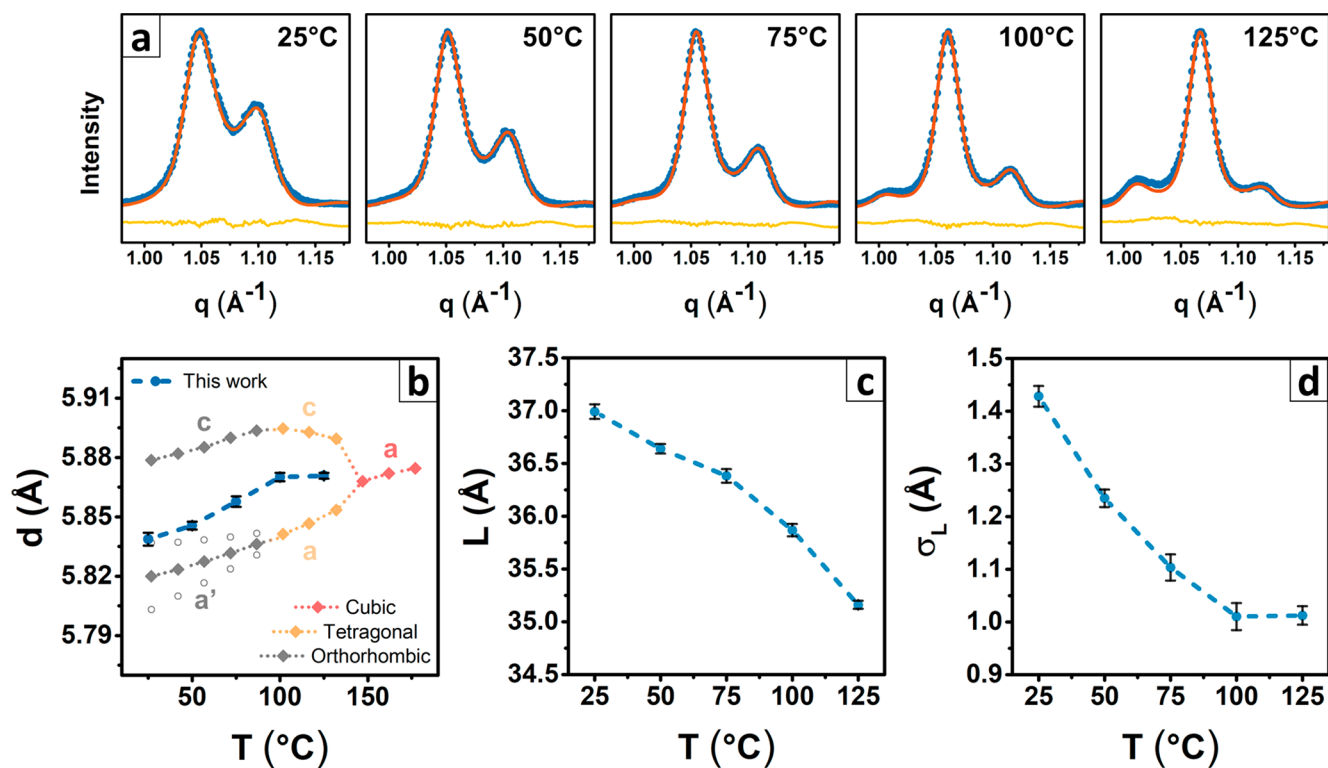 a
25°C
50°C
75°C
100°C
125°C
Intensity
1.00 1.05 1.10 1.15
1.00 1.05 1.10 1.15
1.00 1.05 1.10 1.15
1.00 1.05 1.10 1.15
1.00 1.05 1.10 1.15
q (Å⁻¹)
q (Å⁻¹)
q (Å⁻¹)
q (Å⁻¹)
q (Å⁻¹)
b
This work
5.91
5.88
5.85
5.82
5.79
d (Å)
c
c
a
a
a’
Cubic
Tetragonal
Orthorhombic
50 100 150
T (°C)
c
37.5
37.0
36.5
36.0
35.5
35.0
34.5
L (Å)
25 50 75 100 125
T (°C)
d
1.5
1.4
1.3
1.2
1.1
1.0
0.9
σL (Å)
25 50 75 100 125
T (°C)